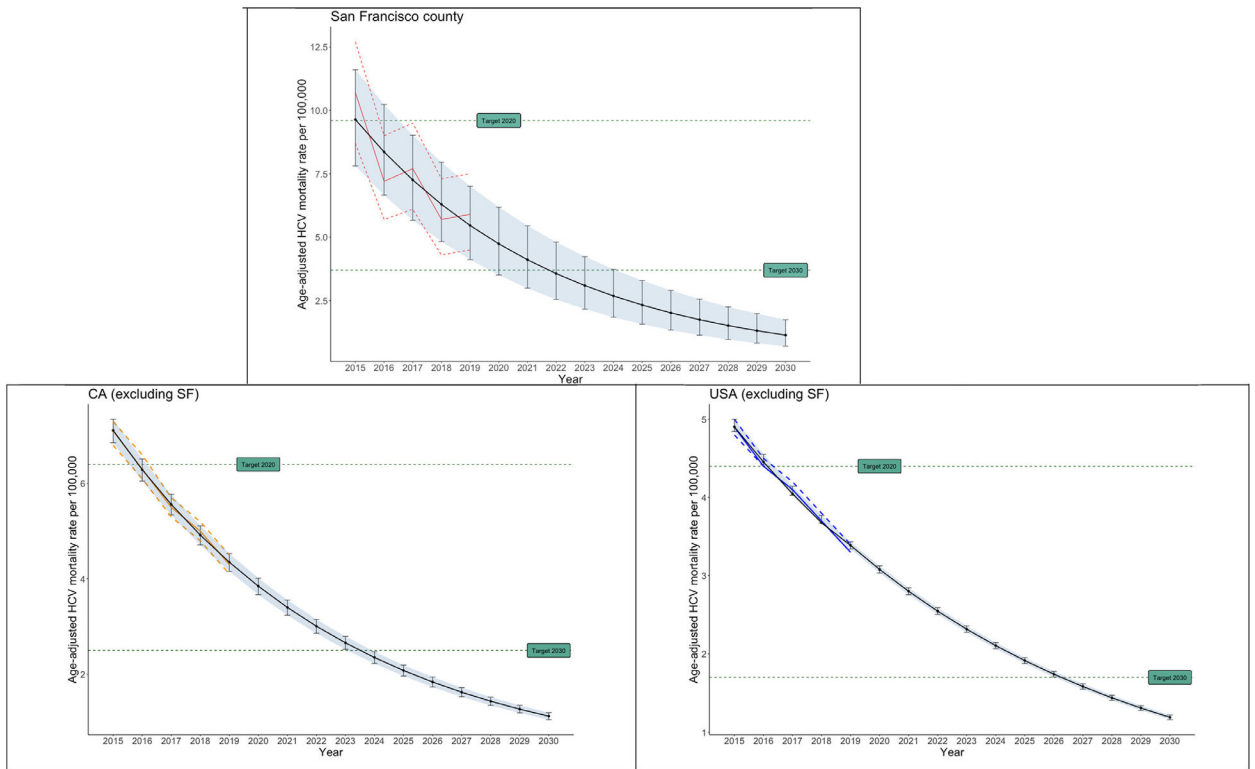 San Francisco county
Age-adjusted HCV mortality rate per 100,000
12.5
10.0
7.5
5.0
2.5
Target 2020
Target 2030
2015 2016 2017 2018 2019 2020 2021 2022 2023 2024 2025 2026 2027 2028 2029 2030
Year
CA (excluding SF)
Age-adjusted HCV mortality rate per 100,000
6
4
2
Target 2020
Target 2030
2015 2016 2017 2018 2019 2020 2021 2022 2023 2024 2025 2026 2027 2028 2029 2030
Year
USA (excluding SF)
Age-adjusted HCV mortality rate per 100,000
5
4
3
2
1
Target 2020
Target 2030
2015 2016 2017 2018 2019 2020 2021 2022 2023 2024 2025 2026 2027 2028 2029 2030
Year